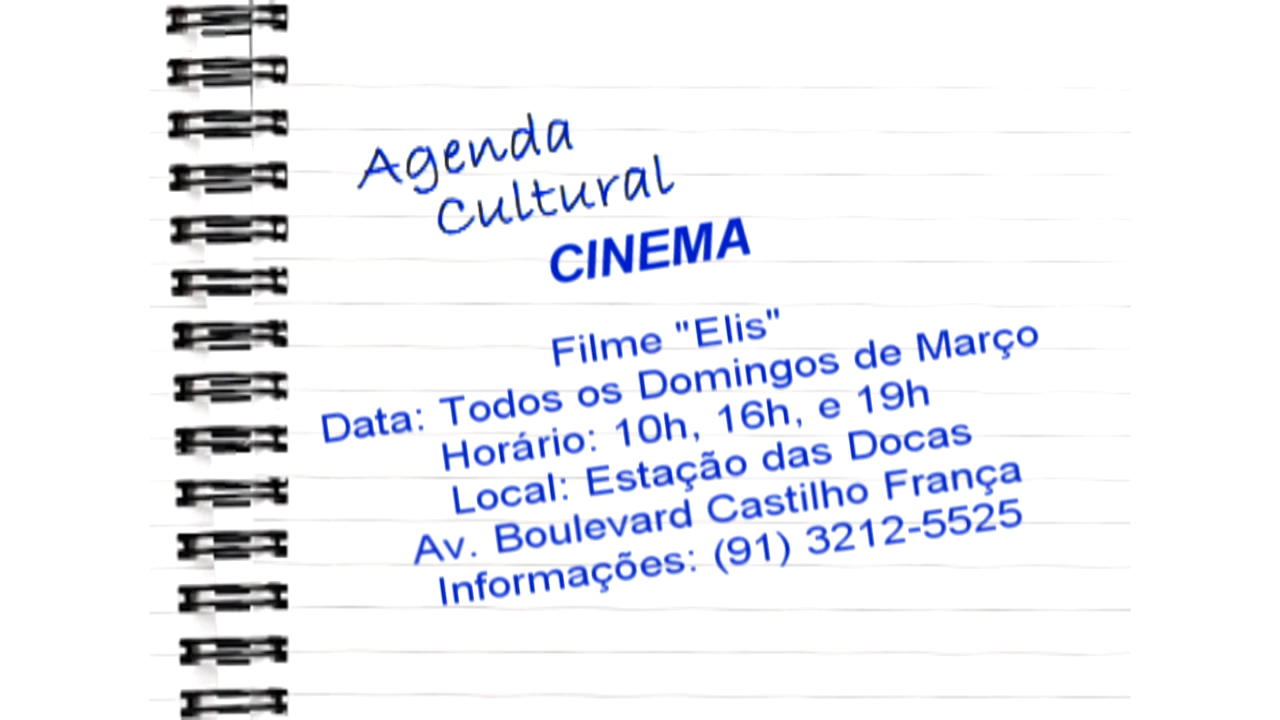 Agenda
Cultural
CINEMA
Filme "Elis"
Data: Todos os Domingos de Março
Horário: 10h, 16h, e 19h
Local: Estação das Docas
Av. Boulevard Castilho França
Informações: (91) 3212-5525